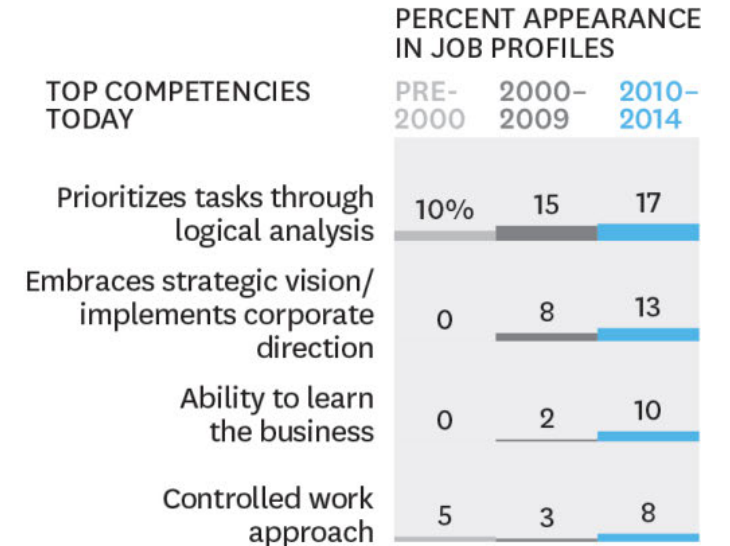 PERCENT APPEARANCE
IN JOB PROFILES
TOP COMPETENCIES
TODAY
PRE-
2000
2000–
2009
2010–
2014
Prioritizes tasks through
logical analysis
10% 15 17
Embraces strategic vision/
implements corporate
direction
0 8 13
Ability to learn
the business
0 2 10
Controlled work
approach
5 3 8